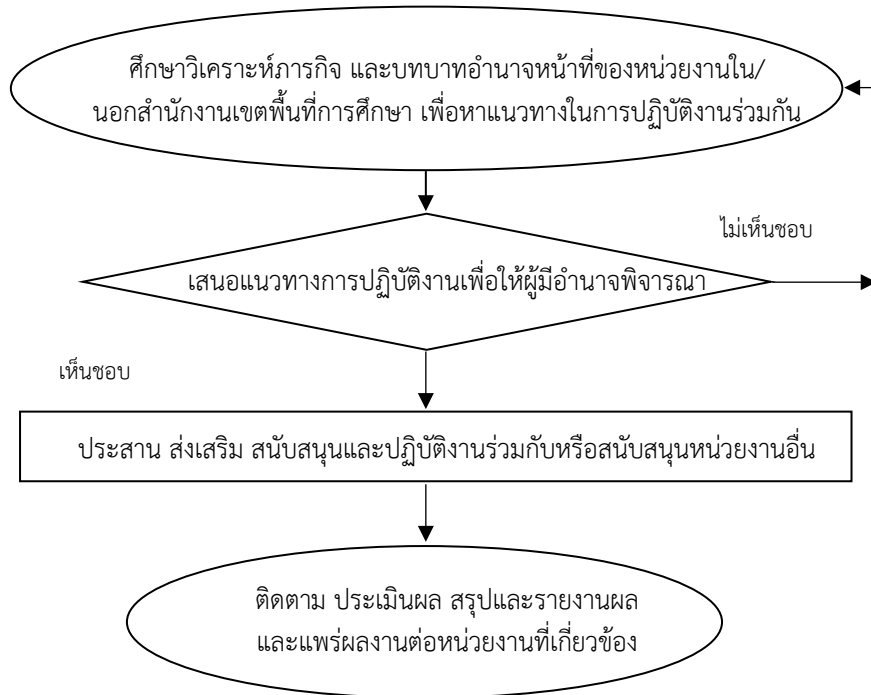 ศึกษาวิเคราะห์ภารกิจ และบทบาทอำนาจหน้าที่ของหน่วยงานใน/
นอกสำนักงานเขตพื้นที่การศึกษา เพื่อหาแนวทางในการปฏิบัติงานร่วมกัน
ไม่เห็นชอบ
เสนอแนวทางการปฏิบัติงานเพื่อให้ผู้มีอำนาจพิจารณา
เห็นชอบ
ประสาน ส่งเสริม สนับสนุนและปฏิบัติงานร่วมกับหรือสนับสนุนหน่วยงานอื่น
ติดตาม ประเมินผล สรุปและรายงานผล
และแพร่ผลงานต่อหน่วยงานที่เกี่ยวข้อง